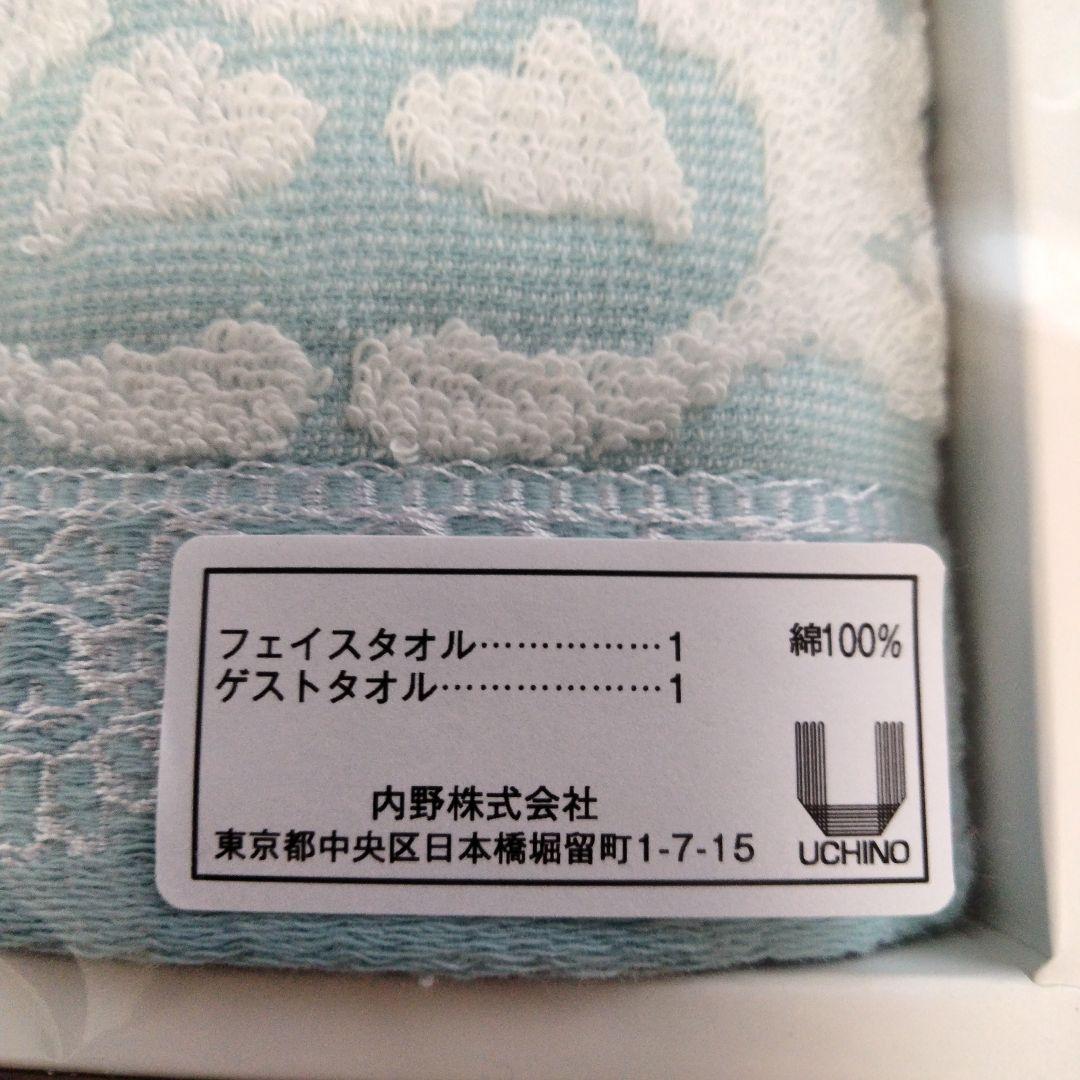 フェイスタオル……………1
ゲストタオル………………1
綿100%
内野株式会社
東京都中央区日本橋堀留町1-7-15
UCHINO